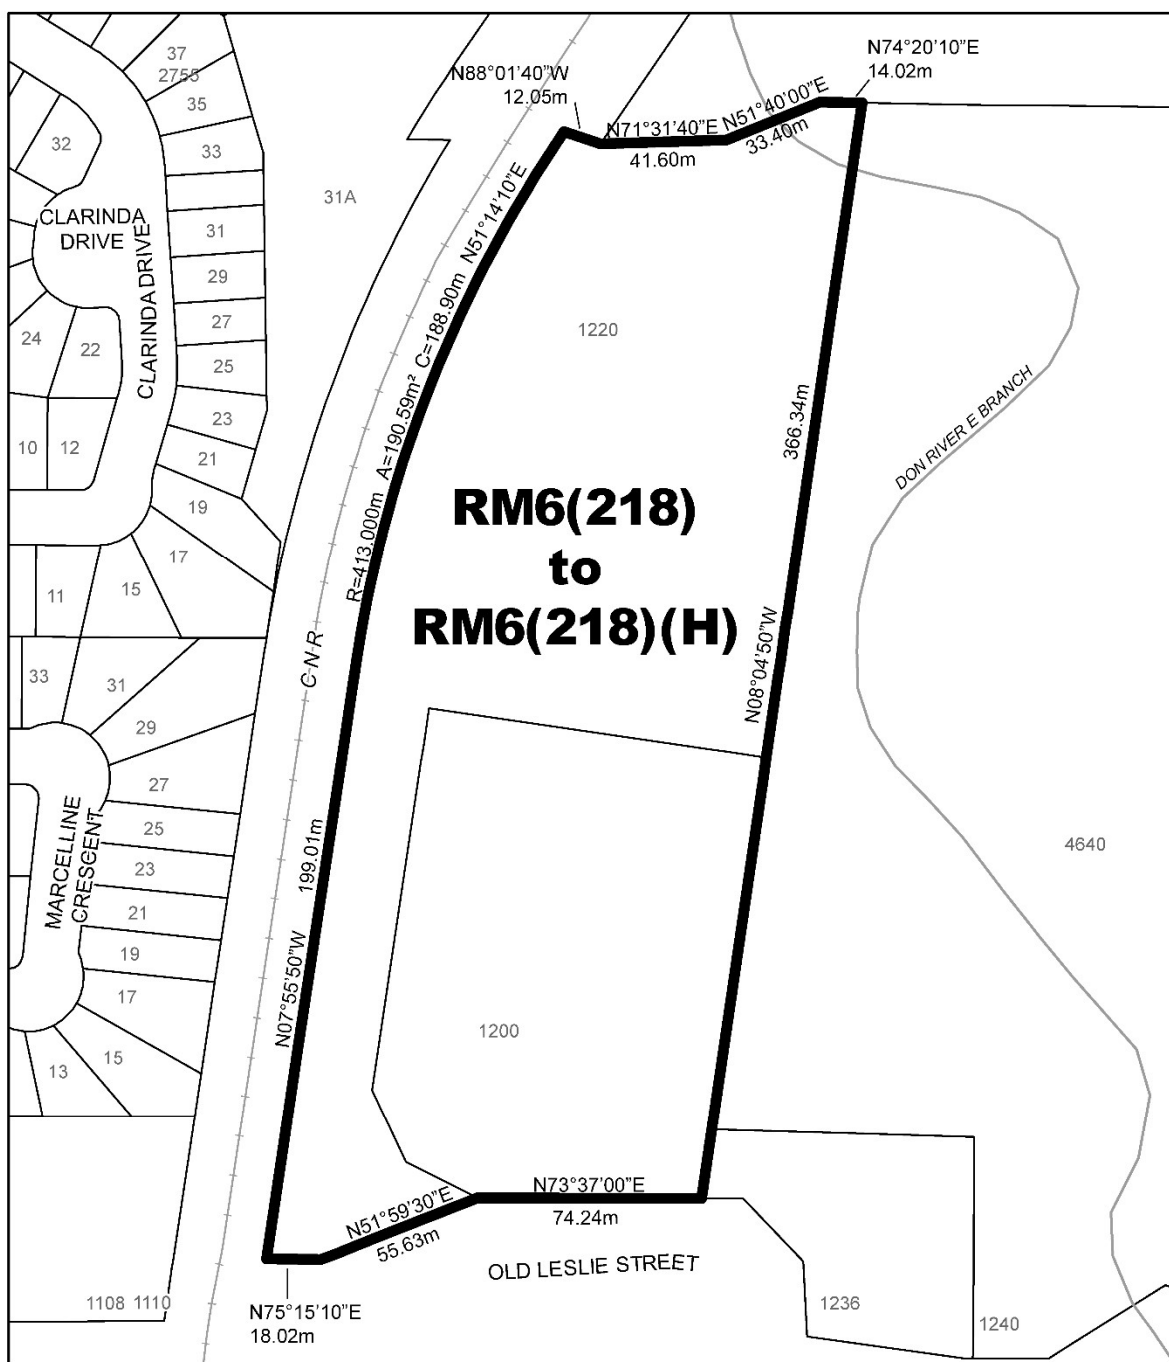 N74°20'10"E
14.02m
N88°01'40"W
12.05m
N51°40'00"E
33.40m
N71°31'40"E
41.60m
37
2755
35
32
33
31A
CLARINDA
DRIVE
CLARINDA DRIVE
31
29
27
24
22
25
23
10
12
21
19
17
11
15
1220
R=413.000m A=190.59m² C=188.90m N51°14'10"E
366.34m
N08°04'50"W
DON RIVER E BRANCH
RM6(218)
to
RM6(218)(H)
C-N-R
33
31
29
27
25
23
21
19
17
15
13
MARCELLINE
CRESCENT
199.01m
N07°55'50"W
4640
1200
N73°37'00"E
74.24m
N51°59'30"E
55.63m
OLD LESLIE STREET
N75°15'10"E
18.02m
1108
1110
1236
1240